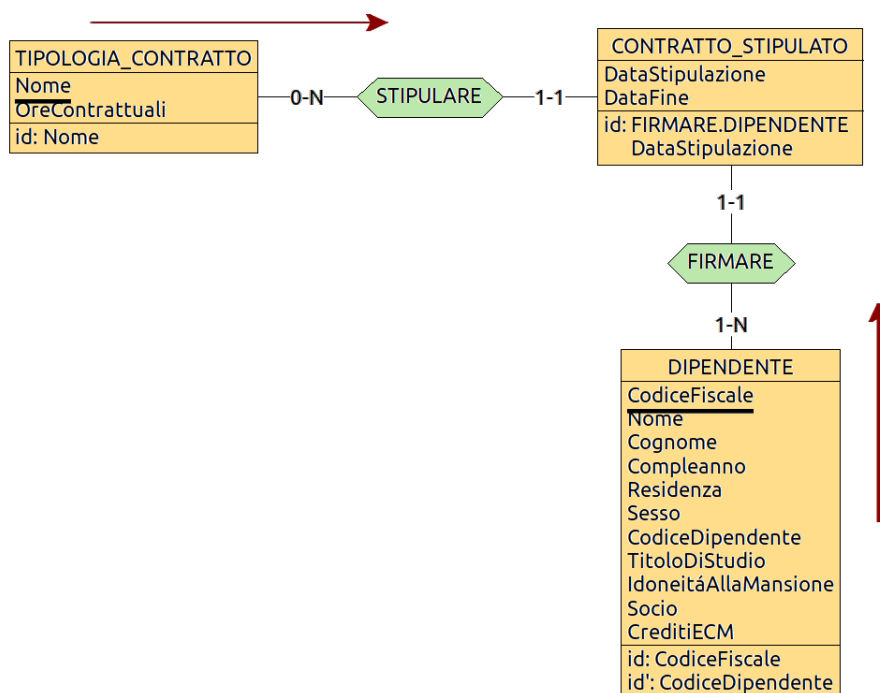 TIPOLOGIA_CONTRATTO
Nome
OreContrattuali
id: Nome
0-N
STIPULARE
1-1
CONTRATTO_STIPULATO
DataStipulazione
DataFine
id: FIRMARE.DIPENDENTE
DataStipulazione
1-1
FIRMARE
1-N
DIPENDENTE
CodiceFiscale
Nome
Cognome
Compleanno
Residenza
Sesso
CodiceDipendente
TitoloDiStudio
IdoneitáAllaMansione
Socio
CreditiECM
id: CodiceFiscale
id': CodiceDipendente